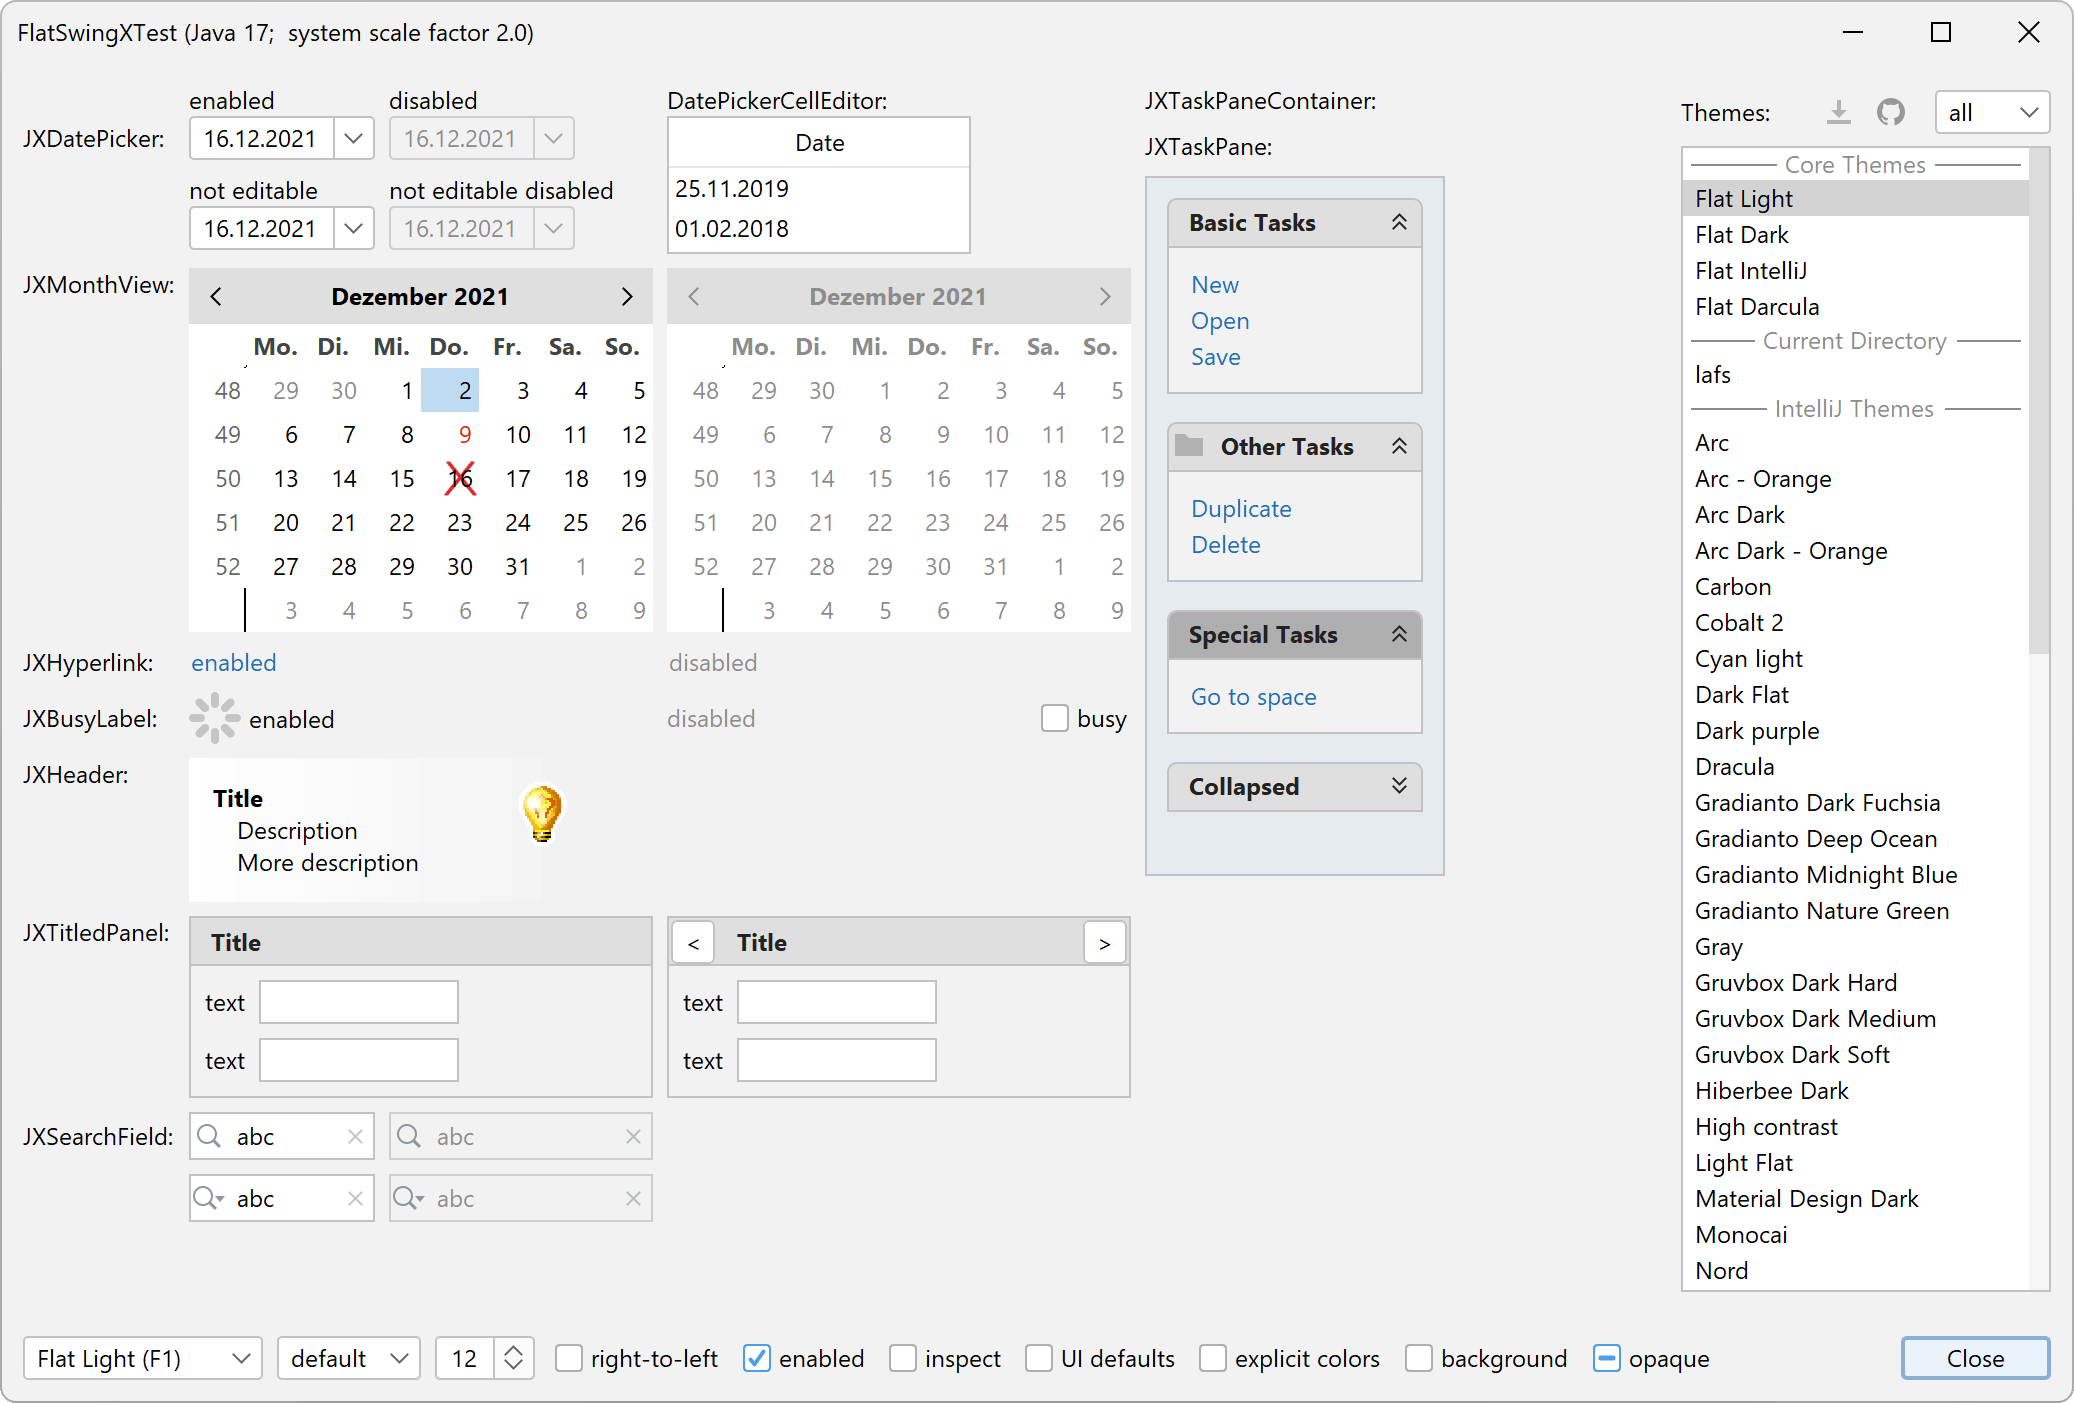 FlatSwingXTest (Java 17;  system scale factor 2.0)
enabled
disabled
DatePickerCellEditor:
JXTaskPaneContainer:
Themes:
all
JXDatePicker:
16.12.2021
16.12.2021
Date
not editable
not editable disabled
25.11.2019
16.12.2021
16.12.2021
01.02.2018
JXMonthView:
Dezember 2021
Mo. Di. Mi. Do. Fr. Sa. So.
48 29 30 1 2 3 4 5
49 6 7 8 9 10 11 12
50 13 14 15 16 17 18 19
51 20 21 22 23 24 25 26
52 27 28 29 30 31 1 2
3 4 5 6 7 8 9
Dezember 2021
Mo. Di. Mi. Do. Fr. Sa. So.
48 29 30 1 2 3 4 5
49 6 7 8 9 10 11 12
50 13 14 15 16 17 18 19
51 20 21 22 23 24 25 26
52 27 28 29 30 31 1 2
3 4 5 6 7 8 9
JXHyperlink:
enabled
disabled
JXBusyLabel:
enabled
disabled
busy
JXHeader:
Title
Description
More description
JXTitledPanel:
Title
text
text
<
Title
>
text
text
JXSearchField:
abc
abc
abc
abc
JXTaskPane:
Basic Tasks
New
Open
Save
Other Tasks
Duplicate
Delete
Special Tasks
Go to space
Collapsed
Core Themes
Flat Light
Flat Dark
Flat IntelliJ
Flat Darcula
Current Directory
lafs
IntelliJ Themes
Arc
Arc - Orange
Arc Dark
Arc Dark - Orange
Carbon
Cobalt 2
Cyan light
Dark Flat
Dark purple
Dracula
Gradianto Dark Fuchsia
Gradianto Deep Ocean
Gradianto Midnight Blue
Gradianto Nature Green
Gray
Gruvbox Dark Hard
Gruvbox Dark Medium
Gruvbox Dark Soft
Hiberbee Dark
High contrast
Light Flat
Material Design Dark
Monocai
Nord
Flat Light (F1)
default
12
right-to-left
enabled
inspect
UI defaults
explicit colors
background
opaque
Close